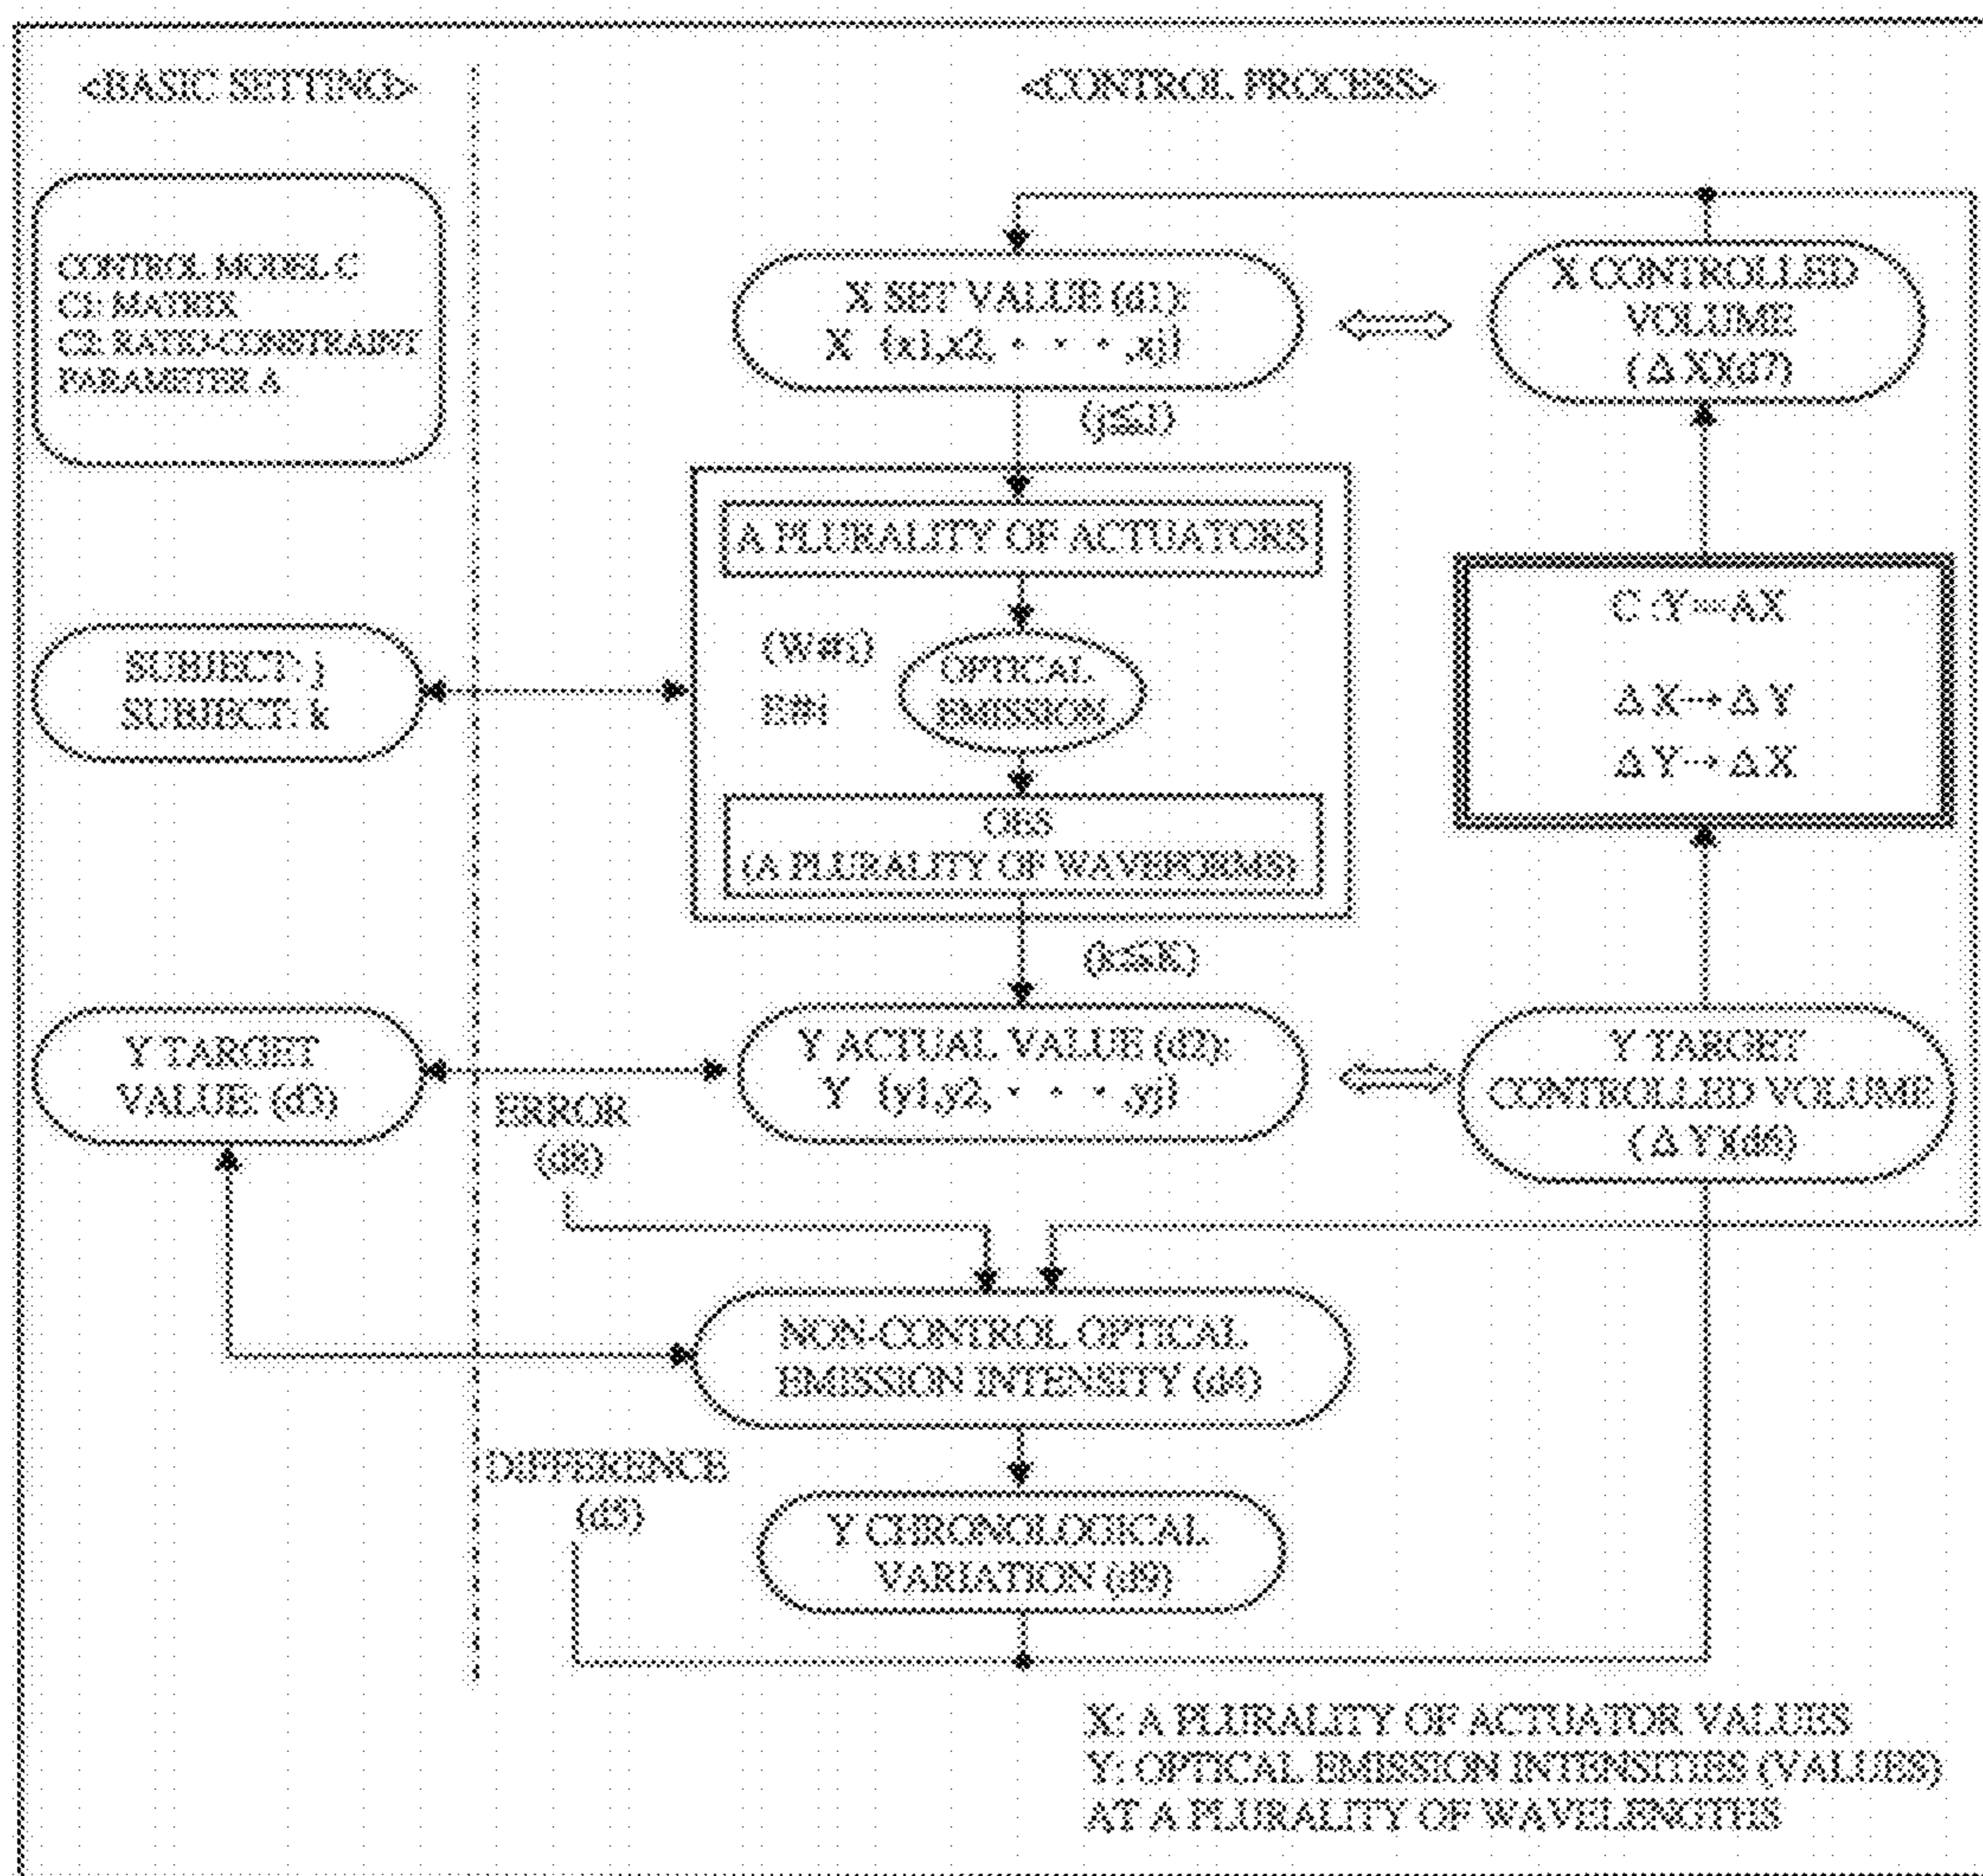 <BASIC SETTING>
<CONTROL PROCESS>
CONTROL MODEL C
C1: MATRIX
C2: RATIO-CONSTRAINT
PARAMETER A
X SET VALUE (d1):
X {x1,x2, · · · ,xj}
X CONTROLLED
VOLUME
(ΔX)(d7)
(j≦J)
A PLURALITY OF ACTUATORS
C :Y=AX
ΔX→ΔY
ΔY→ΔX
SUBJECT: j
SUBJECT: k
(W#i)
E#i
OPTICAL
EMISSION
OES
(A PLURALITY OF WAVEFORMS)
(k≦K)
Y TARGET
VALUE: (d3)
ERROR
(d8)
Y ACTUAL VALUE (d2):
Y {y1,y2, · · · ,yj}
Y TARGET
CONTROLLED VOLUME
(ΔY)(d6)
NON-CONTROL OPTICAL
EMISSION INTENSITY (d4)
DIFFERENCE
(d5)
Y CHRONOLOGICAL
VARIATION (d9)
X: A PLURALITY OF ACTUATOR VALUES
Y: OPTICAL EMISSION INTENSITIES (VALUES)
AT A PLURALITY OF WAVELENGTHS